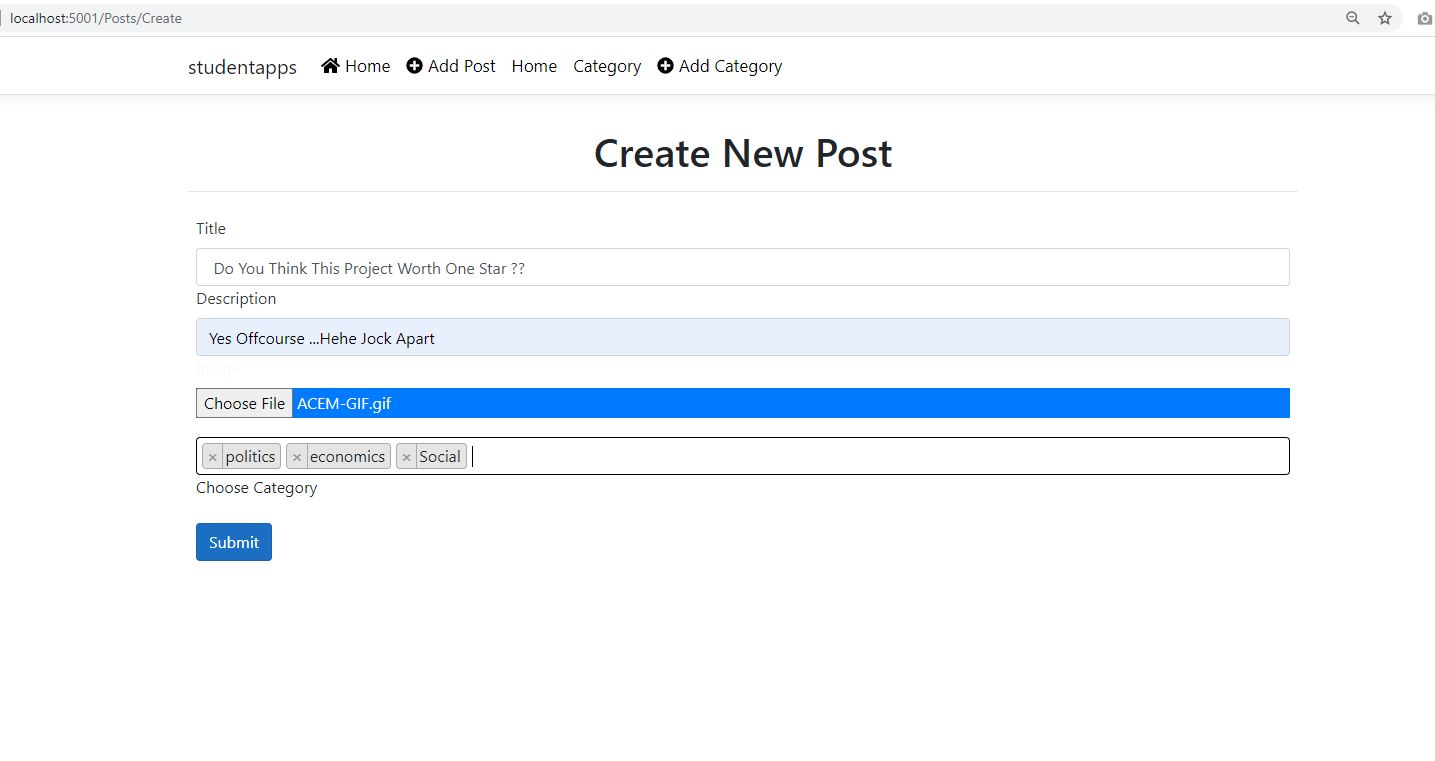 localhost:5001/Posts/Create
studentapps Home Add Post Home Category Add Category
Create New Post
Title
Do You Think This Project Worth One Star ??
Description
Yes Offcourse ...Hehe Jock Apart
Image
Choose File ACEM-GIF.gif
× politics × economics × Social
Choose Category
Submit